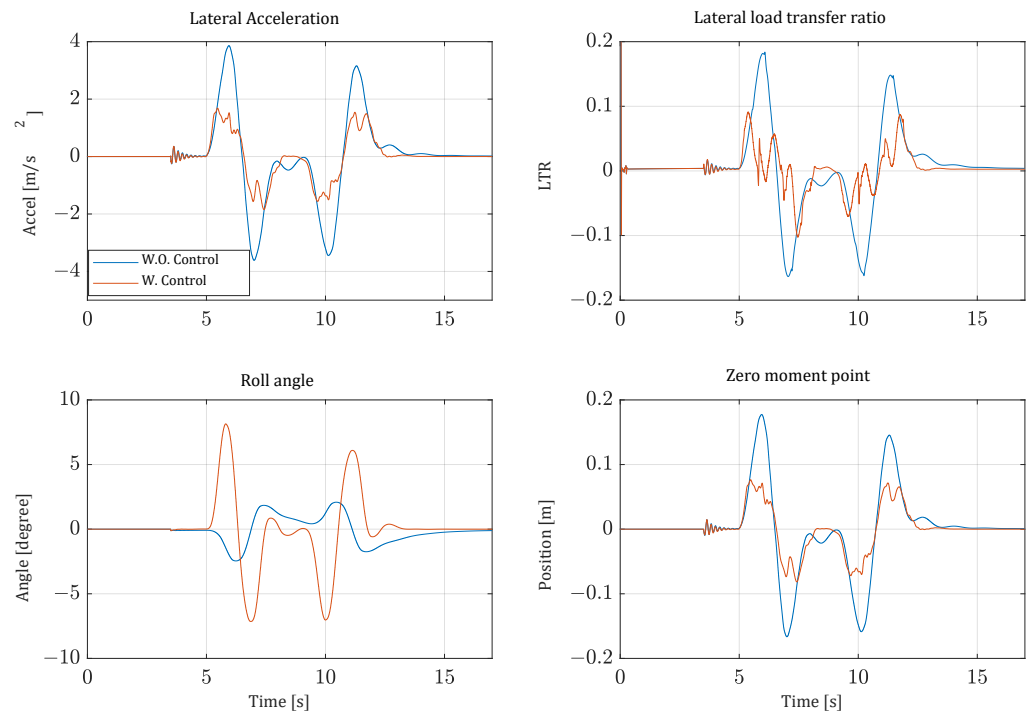 Lateral Acceleration
Accel [m/s 2 ]
4
2
0
−2
−4
W.O. Control
W. Control
0 5 10 15
Lateral load transfer ratio
LTR
0.2
0.1
0
−0.1
−0.2
0 5 10 15
Roll angle
Angle [degree]
10
5
0
−5
−10
0 5 10 15
Time [s]
Zero moment point
Position [m]
0.2
0.1
0
−0.1
−0.2
0 5 10 15
Time [s]